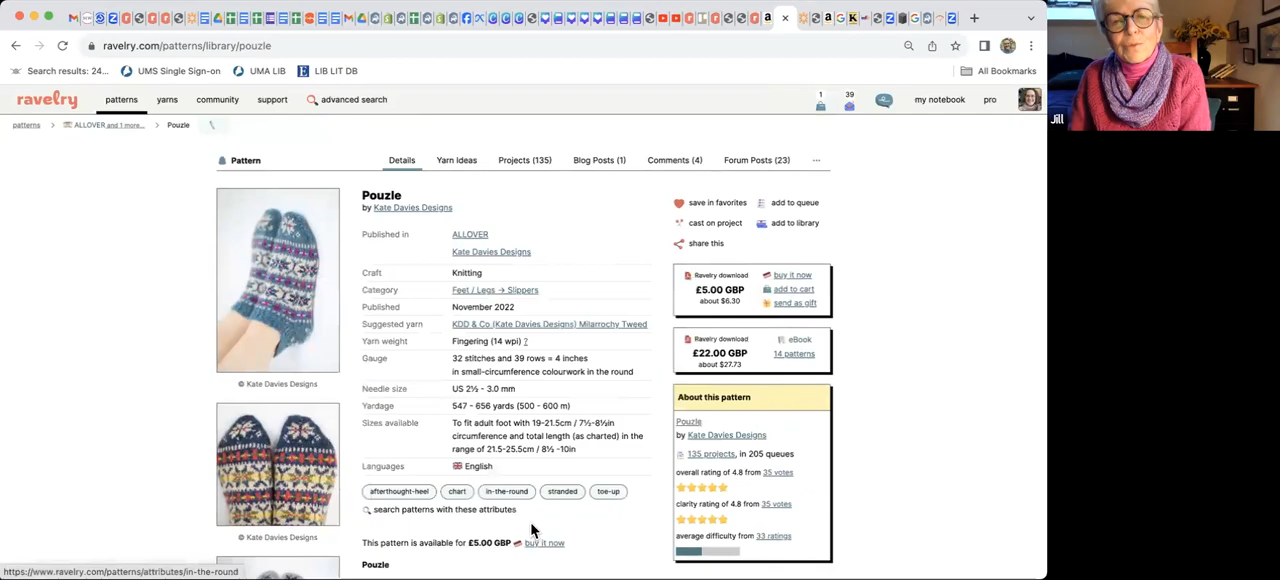 ravelry.com/patterns/library/pouzle
Search results: 24...
UMS Single Sign-on
UMA LIB
LIB LIT DB
All Bookmarks
ravelry
patterns
yarns
community
support
advanced search
1
39
my notebook
pro
patterns
ALLOVER and 1 more...
Pouzle
Jill
Pattern
Details
Yarn Ideas
Projects (135)
Blog Posts (1)
Comments (4)
Forum Posts (23)
...
Pouzle
by Kate Davies Designs
Published in ALLOVER
Kate Davies Designs
Craft Knitting
Category Feet / Legs → Slippers
Published November 2022
Suggested yarn KDD & Co (Kate Davies Designs) Milarrochy Tweed
Yarn weight Fingering (14 wpi) ?
Gauge 32 stitches and 39 rows = 4 inches
in small-circumference colourwork in the round
Needle size US 2½ - 3.0 mm
Yardage 547 - 656 yards (500 - 600 m)
Sizes available To fit adult foot with 19-21.5cm / 7½-8½in
circumference and total length (as charted) in the
range of 21.5-25.5cm / 8½ -10in
Languages English
afterthought-heel
chart
in-the-round
stranded
toe-up
search patterns with these attributes
This pattern is available for £5.00 GBP buy it now
Pouzle
© Kate Davies Designs
© Kate Davies Designs
save in favorites
add to queue
cast on project
add to library
share this
Ravelry download
£5.00 GBP
about $6.30
buy it now
add to cart
send as gift
Ravelry download
£22.00 GBP
about $27.73
eBook
14 patterns
About this pattern
Pouzle
by Kate Davies Designs
135 projects, in 205 queues
overall rating of 4.8 from 35 votes
clarity rating of 4.8 from 35 votes
average difficulty from 33 ratings
https://www.ravelry.com/patterns/attributes/in-the-round